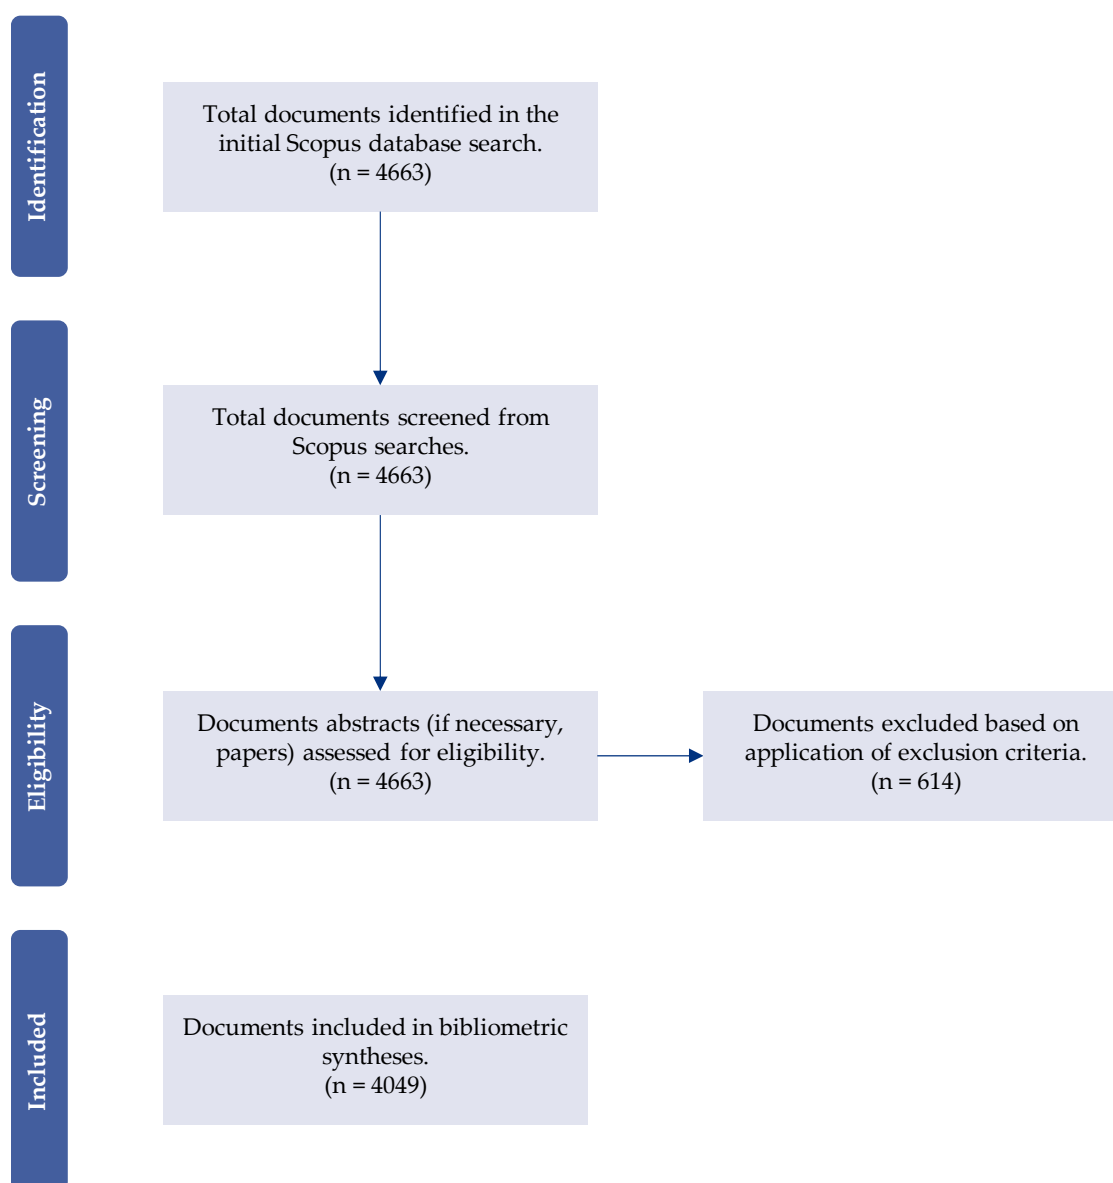 Identification
Total documents identified in the
initial Scopus database search.
(n = 4663)
Screening
Total documents screened from
Scopus searches.
(n = 4663)
Eligibility
Documents abstracts (if necessary,
papers) assessed for eligibility.
(n = 4663)
Documents excluded based on
application of exclusion criteria.
(n = 614)
Included
Documents included in bibliometric
syntheses.
(n = 4049)